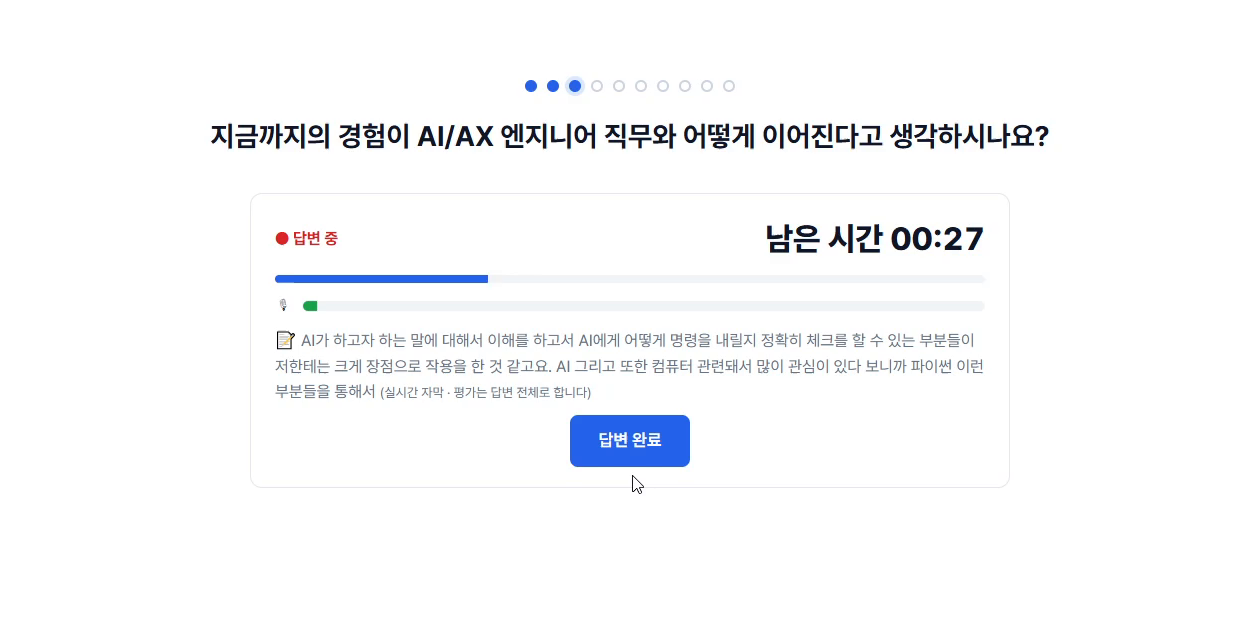 지금까지의 경험이 AI/AX 엔지니어 직무와 어떻게 이어진다고 생각하시나요?
답변 중
남은 시간 00:27
AI가 하고자 하는 말에 대해서 이해를 하고서 AI에게 어떻게 명령을 내릴지 정확히 체크를 할 수 있는 부분들이
저한테는 크게 장점으로 작용을 한 것 같고요. AI 그리고 또한 컴퓨터 관련돼서 많이 관심이 있다 보니까 파이썬 이런
부분들을 통해서 (실시간 자막 · 평가는 답변 전체로 합니다)
답변 완료